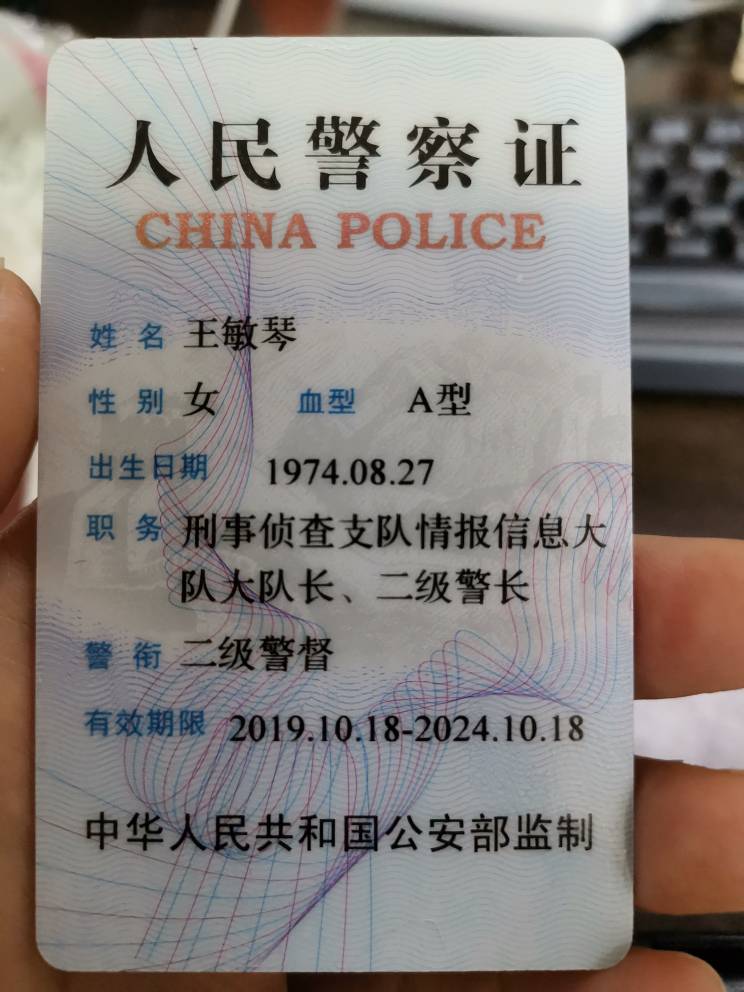 人民警察证
CHINA POLICE
姓名 王敏琴
性别 女 血型 A型
出生日期 1974.08.27
职务 刑事侦查支队情报信息大
队大队长、二级警长
警衔 二级警督
有效期限 2019.10.18-2024.10.18
中华人民共和国公安部监制